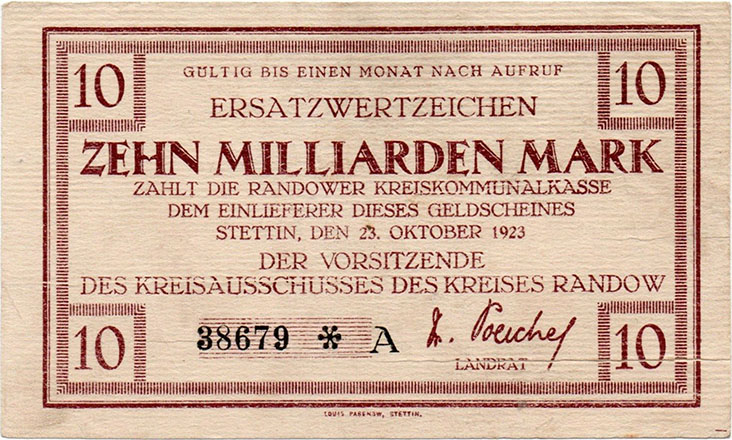 10
10
GÜLTIG BIS EINEN MONAT NACH AUFRUF
ERSATZWERTZEICHEN
ZEHN MILLIARDEN MARK
ZAHLT DIE RANDOWER KREISKOMMUNALKASSE
DEM EINLIEFERER DIESES GELDSCHEINES
STETTIN, DEN 23. OKTOBER 1923
DER VORSITZENDE
DES KREISAUSSCHUSSES DES KREISES RANDOW
10
38679 * A
LANDRAT
10
LOUIS PASENOW, STETTIN.